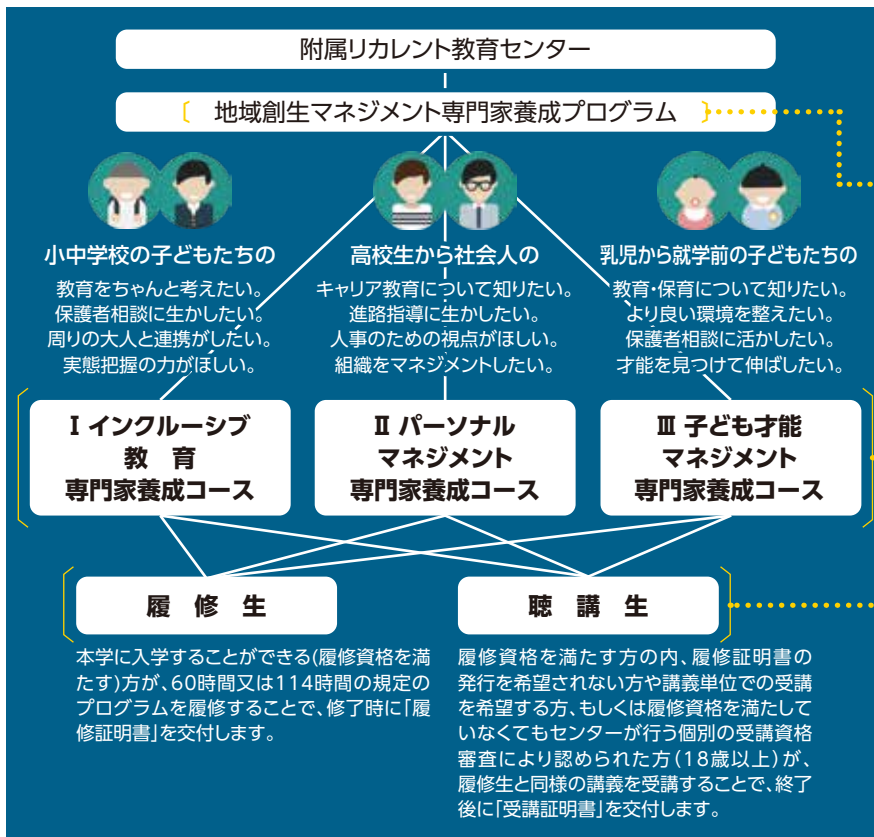 附属リカレント教育センター
〔 地域創生マネジメント専門家養成プログラム 〕
小中学校の子どもたちの
教育をちゃんと考えたい。
保護者相談に生かしたい。
周りの大人と連携がしたい。
実態把握の力がほしい。
高校生から社会人の
キャリア教育について知りたい。
進路指導に生かしたい。
人事のための視点がほしい。
組織をマネジメントしたい。
乳児から就学前の子どもたちの
教育・保育について知りたい。
より良い環境を整えたい。
保護者相談に活かしたい。
才能を見つけて伸ばしたい。
Ⅰ インクルーシブ
教 育
専門家養成コース
Ⅱ パーソナル
マネジメント
専門家養成コース
Ⅲ 子ども才能
マネジメント
専門家養成コース
履 修 生
本学に入学することができる(履修資格を満
たす)方が、60時間又は114時間の規定の
プログラムを履修することで、修了時に「履
修証明書」を交付します。
聴 講 生
履修資格を満たす方の内、履修証明書の
発行を希望されない方や講義単位での受講
を希望する方、もしくは履修資格を満たして
いなくてもセンターが行う個別の受講資格
審査により認められた方(18歳以上)が、
履修生と同様の講義を受講することで、終了
後に「受講証明書」を交付します。